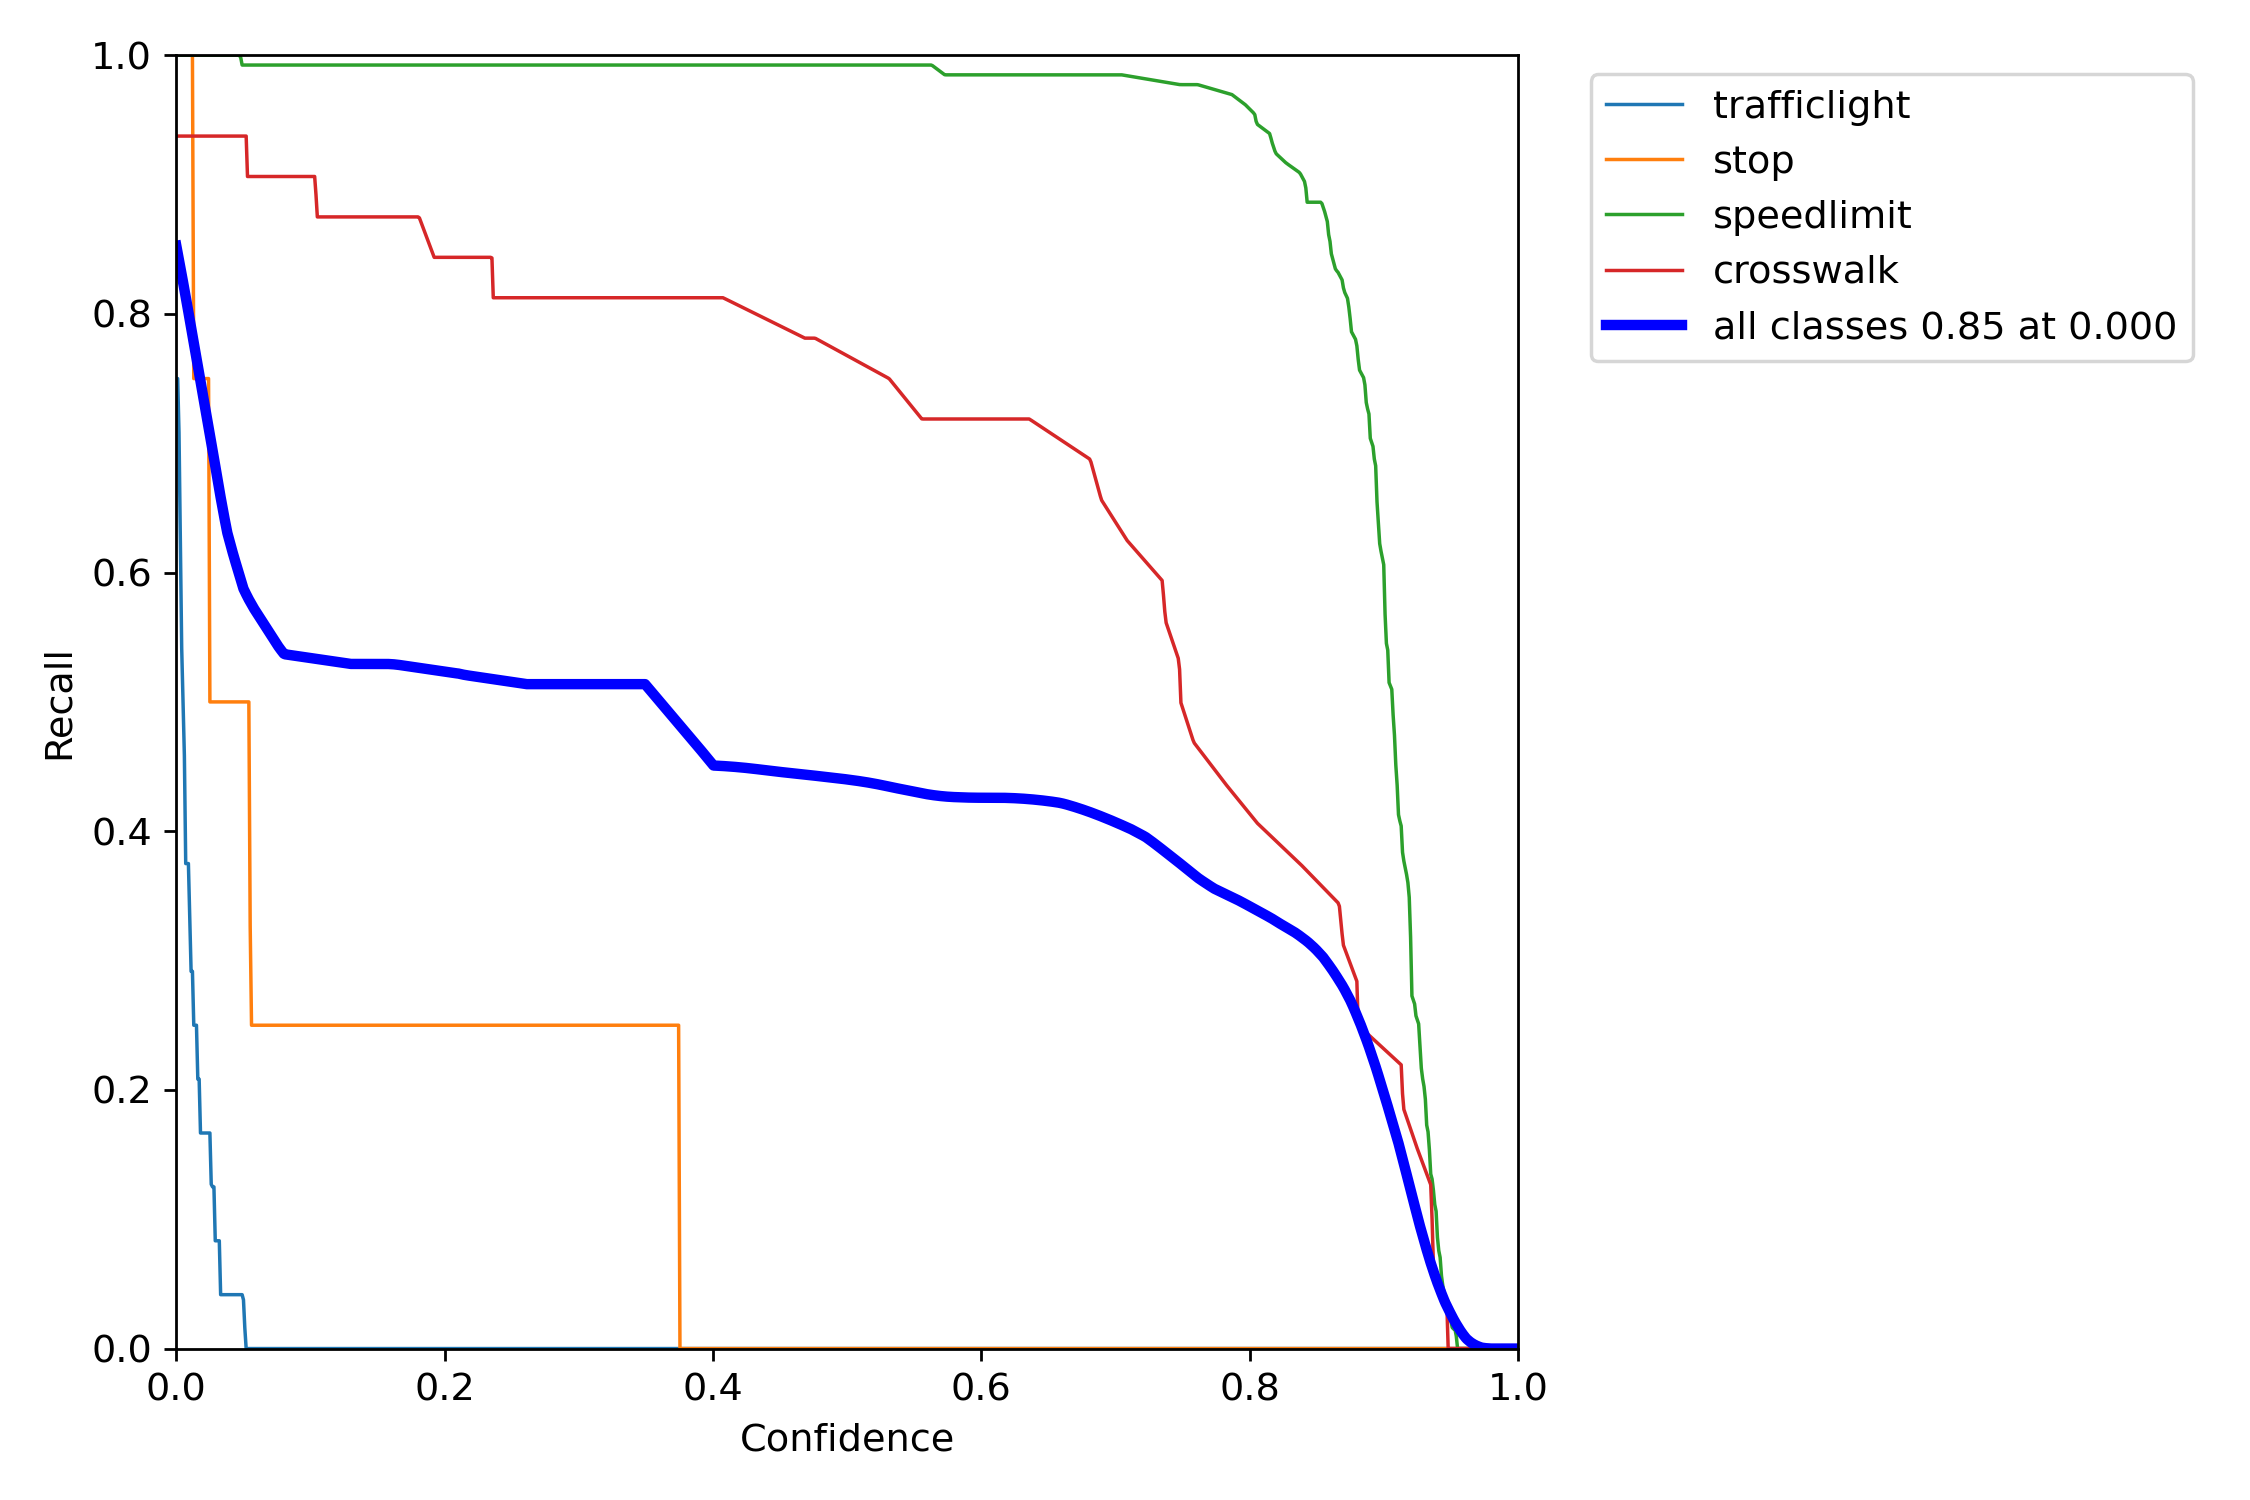 1.0
0.8
0.6
0.4
0.2
0.0
Recall
0.0 0.2 0.4 0.6 0.8 1.0
Confidence
trafficlight
stop
speedlimit
crosswalk
all classes 0.85 at 0.000